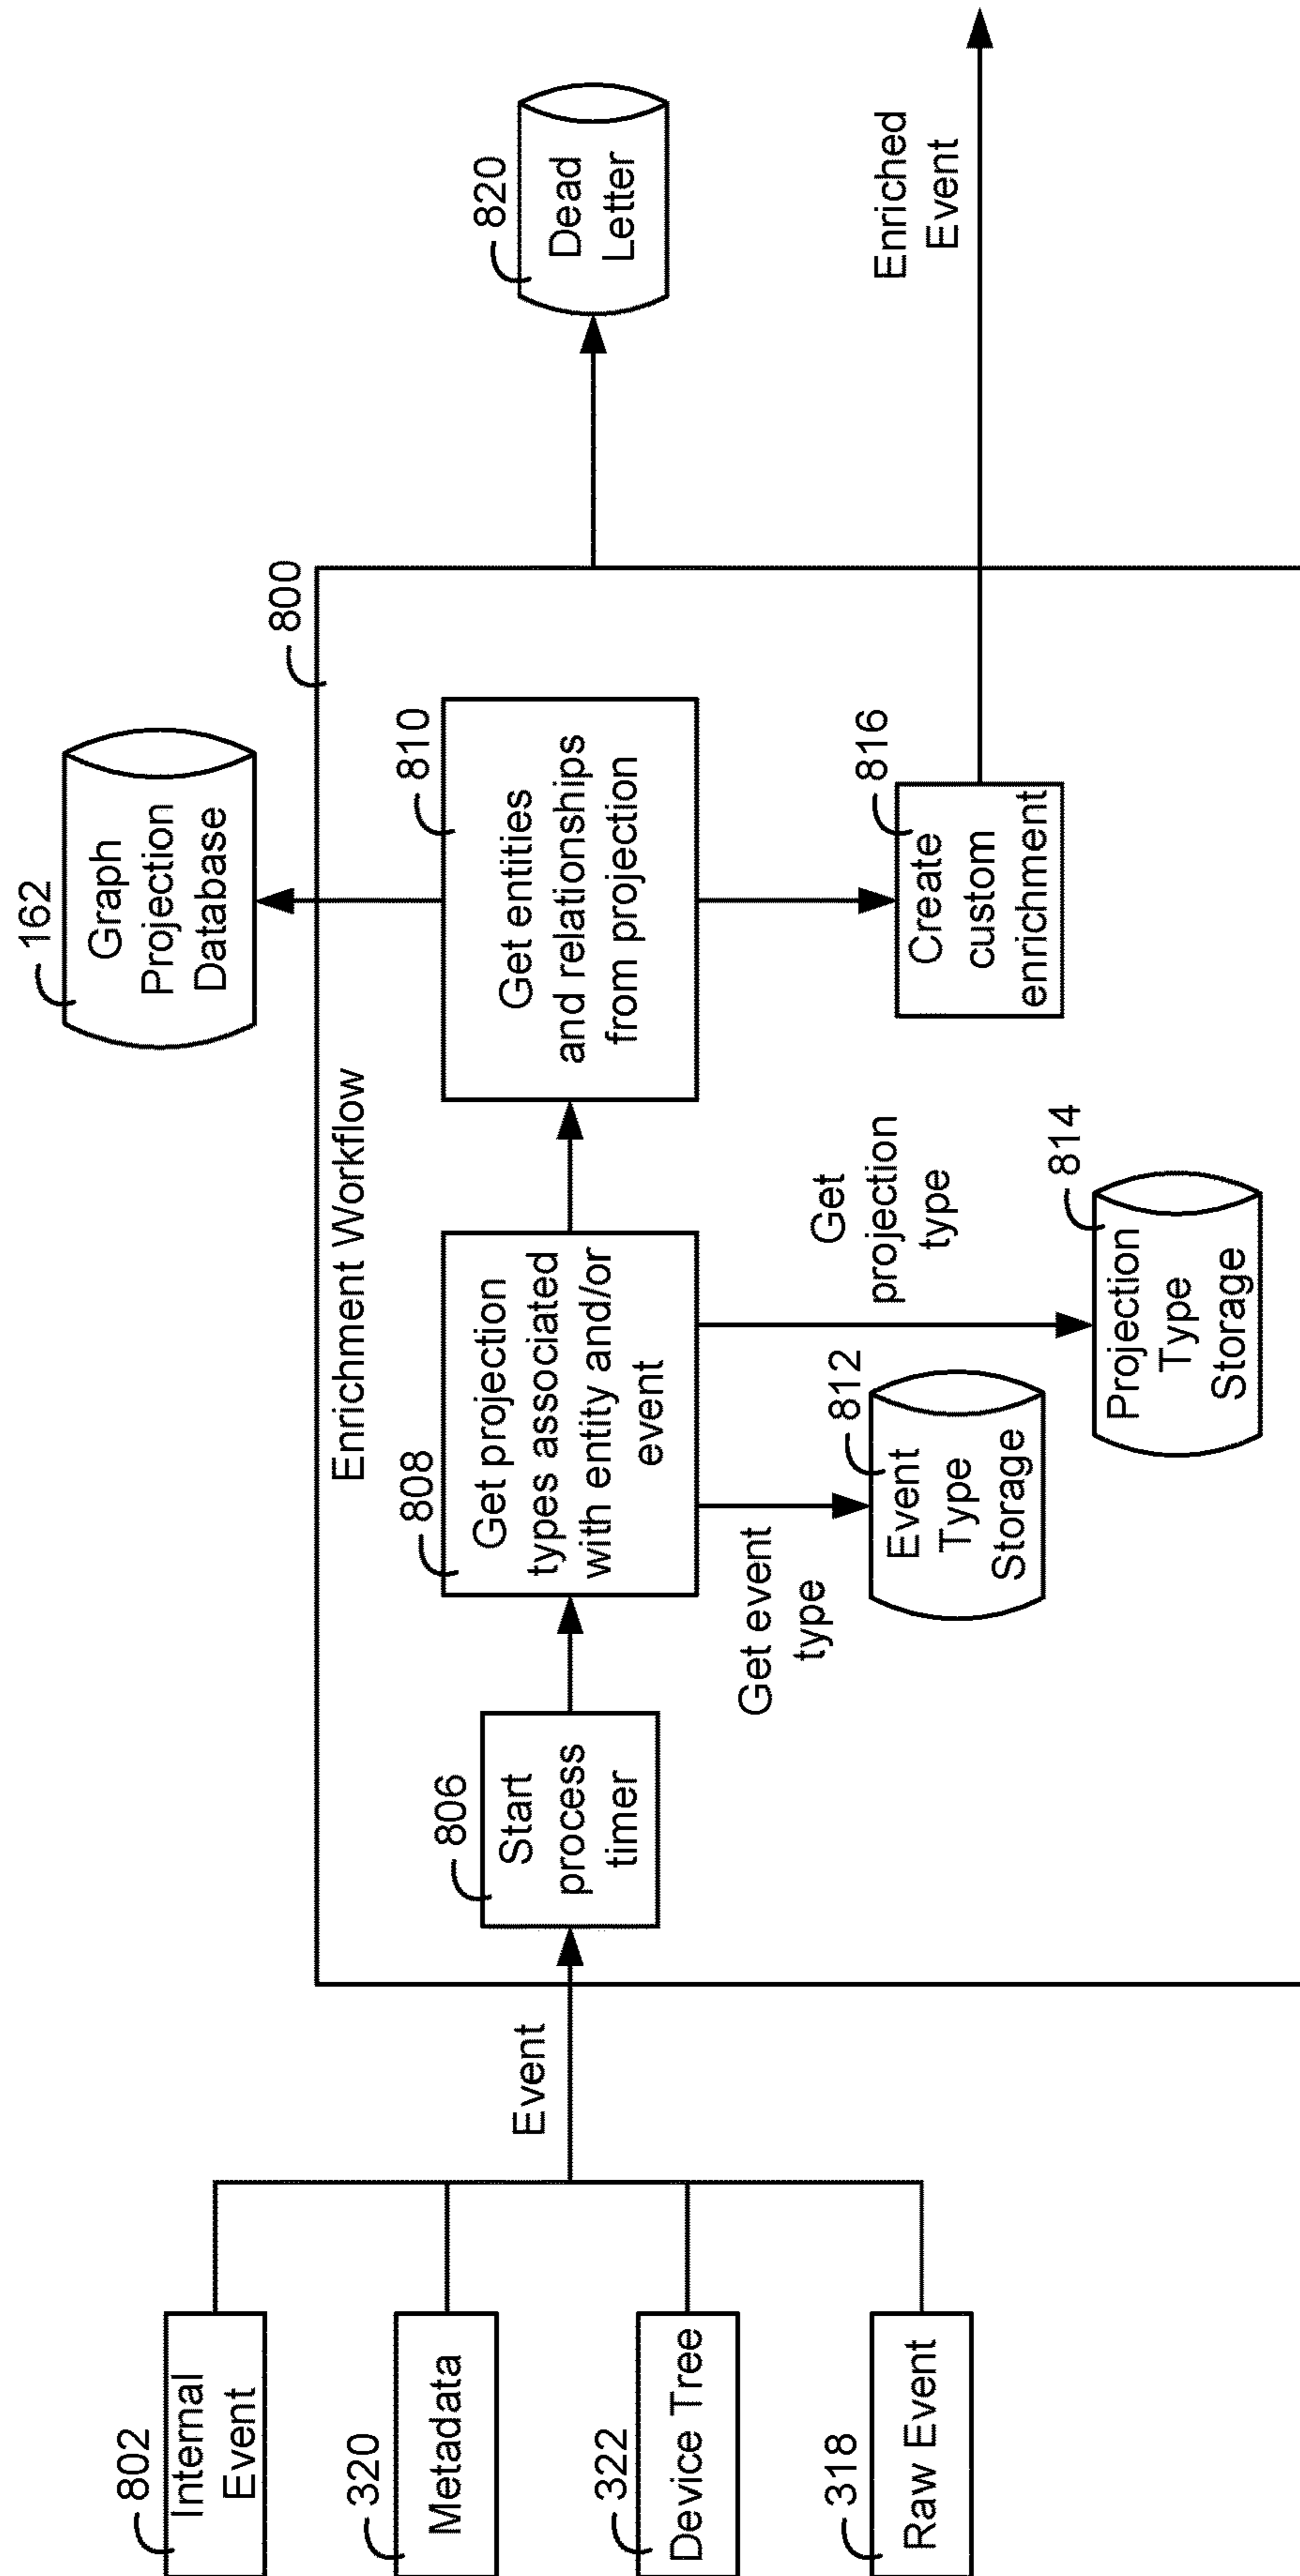 802
Internal
Event
320
Metadata
322
Device Tree
318
Raw Event
Event
800
Enrichment Workflow
806
Start
process
timer
808
Get projection
types associated
with entity and/or
event
Get event
type
812
Event
Type
Storage
Get
projection
type
814
Projection
Type
Storage
162
Graph
Projection
Database
810
Get entities
and relationships
from projection
816
Create
custom
enrichment
820
Dead
Letter
Enriched
Event